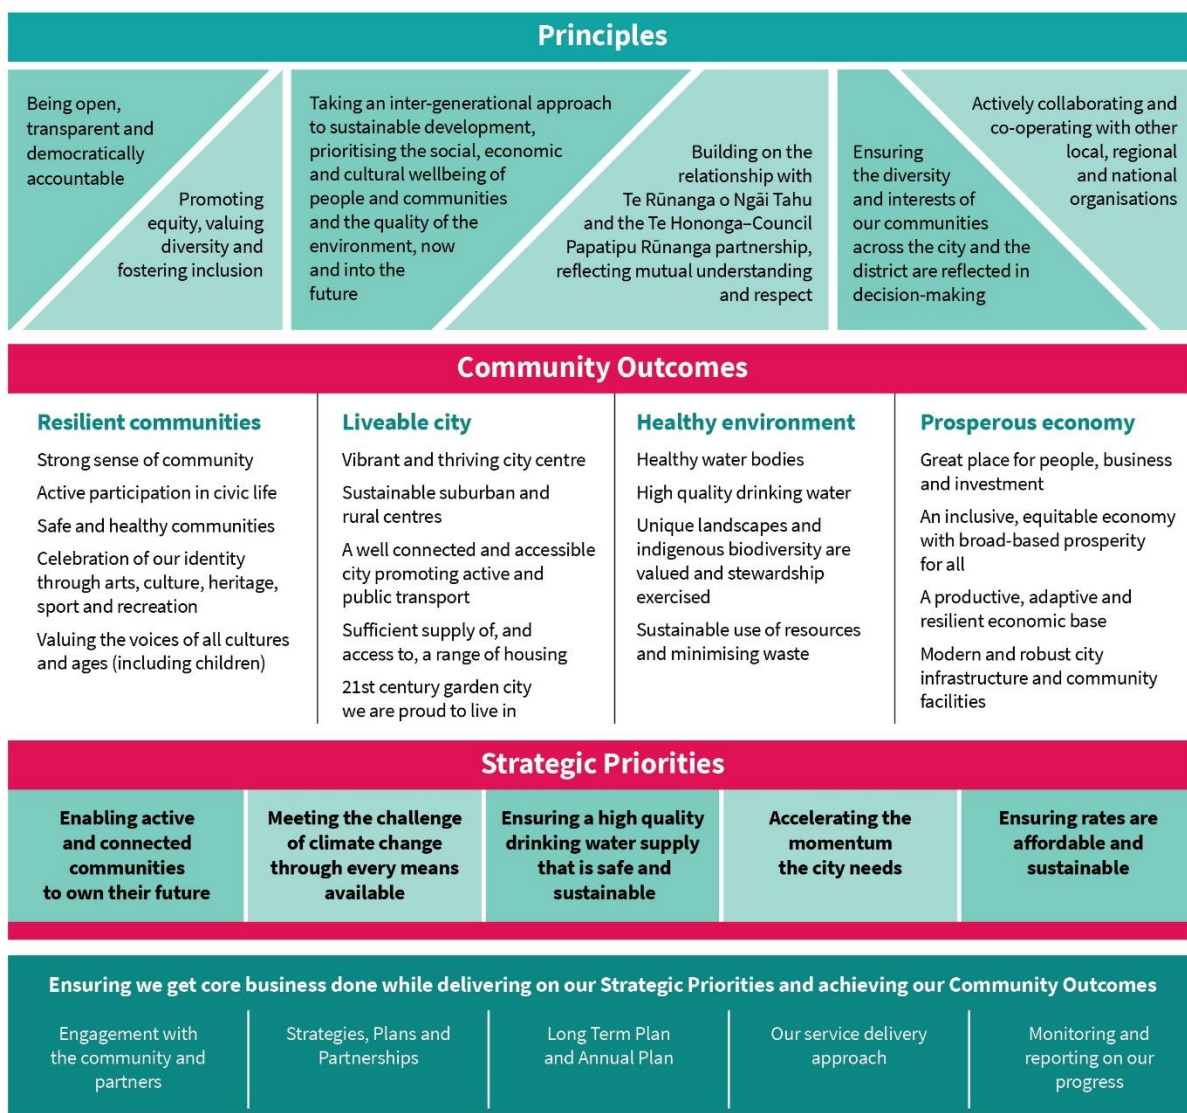 Principles
Being open,
transparent and
democratically
accountable
Promoting
equity, valuing
diversity and
fostering inclusion
Taking an inter-generational approach
to sustainable development,
prioritising the social, economic
and cultural wellbeing of
people and communities
and the quality of the
environment, now
and into the
future
Building on the
relationship with
Te Rūnanga o Ngāi Tahu
and the Te Hononga–Council
Papatipu Rūnanga partnership,
reflecting mutual understanding
and respect
Ensuring
the diversity
and interests of
our communities
across the city and the
district are reflected in
decision-making
Actively collaborating and
co-operating with other
local, regional
and national
organisations
Community Outcomes
Resilient communities
Strong sense of community
Active participation in civic life
Safe and healthy communities
Celebration of our identity
through arts, culture, heritage,
sport and recreation
Valuing the voices of all cultures
and ages (including children)
Liveable city
Vibrant and thriving city centre
Sustainable suburban and
rural centres
A well connected and accessible
city promoting active and
public transport
Sufficient supply of, and
access to, a range of housing
21st century garden city
we are proud to live in
Healthy environment
Healthy water bodies
High quality drinking water
Unique landscapes and
indigenous biodiversity are
valued and stewardship
exercised
Sustainable use of resources
and minimising waste
Prosperous economy
Great place for people, business
and investment
An inclusive, equitable economy
with broad-based prosperity
for all
A productive, adaptive and
resilient economic base
Modern and robust city
infrastructure and community
facilities
Strategic Priorities
Enabling active
and connected
communities
to own their future
Meeting the challenge
of climate change
through every means
available
Ensuring a high quality
drinking water supply
that is safe and
sustainable
Accelerating the
momentum
the city needs
Ensuring rates are
affordable and
sustainable
Ensuring we get core business done while delivering on our Strategic Priorities and achieving our Community Outcomes
Engagement with
the community and
partners
Strategies, Plans and
Partnerships
Long Term Plan
and Annual Plan
Our service delivery
approach
Monitoring and
reporting on our
progress